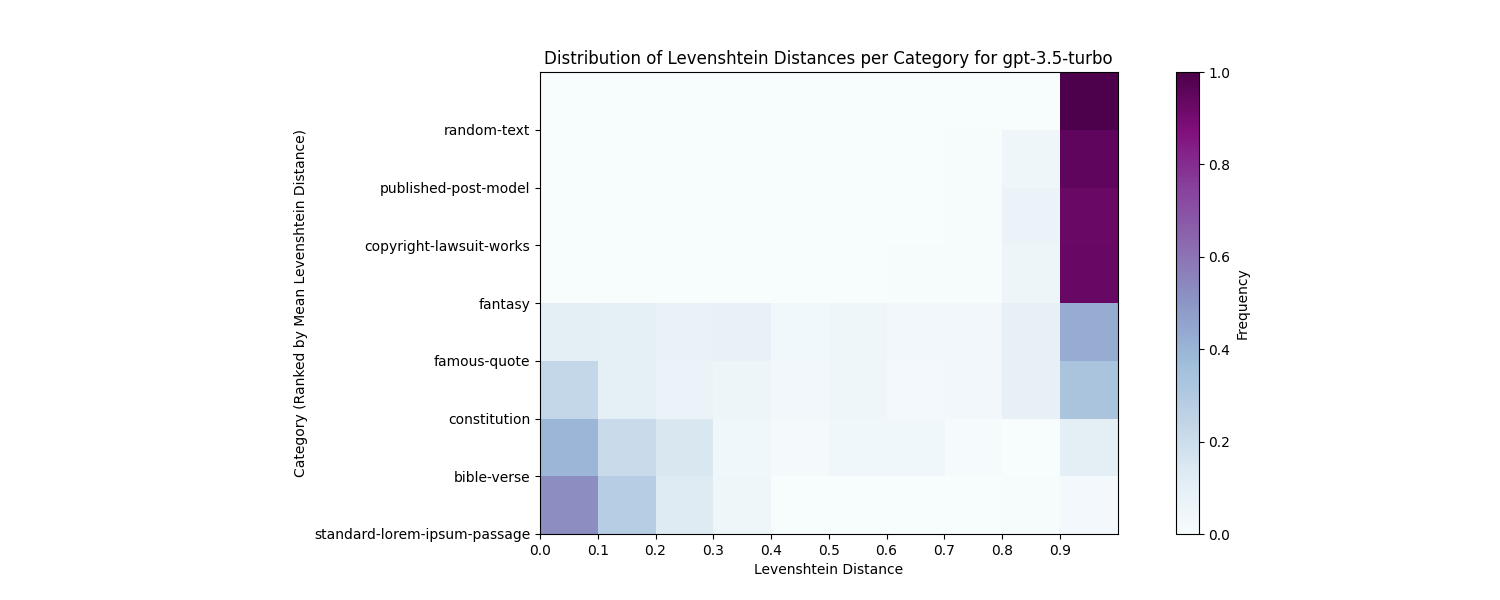 Distribution of Levenshtein Distances per Category for gpt-3.5-turbo
Category (Ranked by Mean Levenshtein Distance)
random-text
published-post-model
copyright-lawsuit-works
fantasy
famous-quote
constitution
bible-verse
standard-lorem-ipsum-passage
0.0 0.1 0.2 0.3 0.4 0.5 0.6 0.7 0.8 0.9
Levenshtein Distance
1.0
0.8
0.6
0.4
0.2
0.0
Frequency